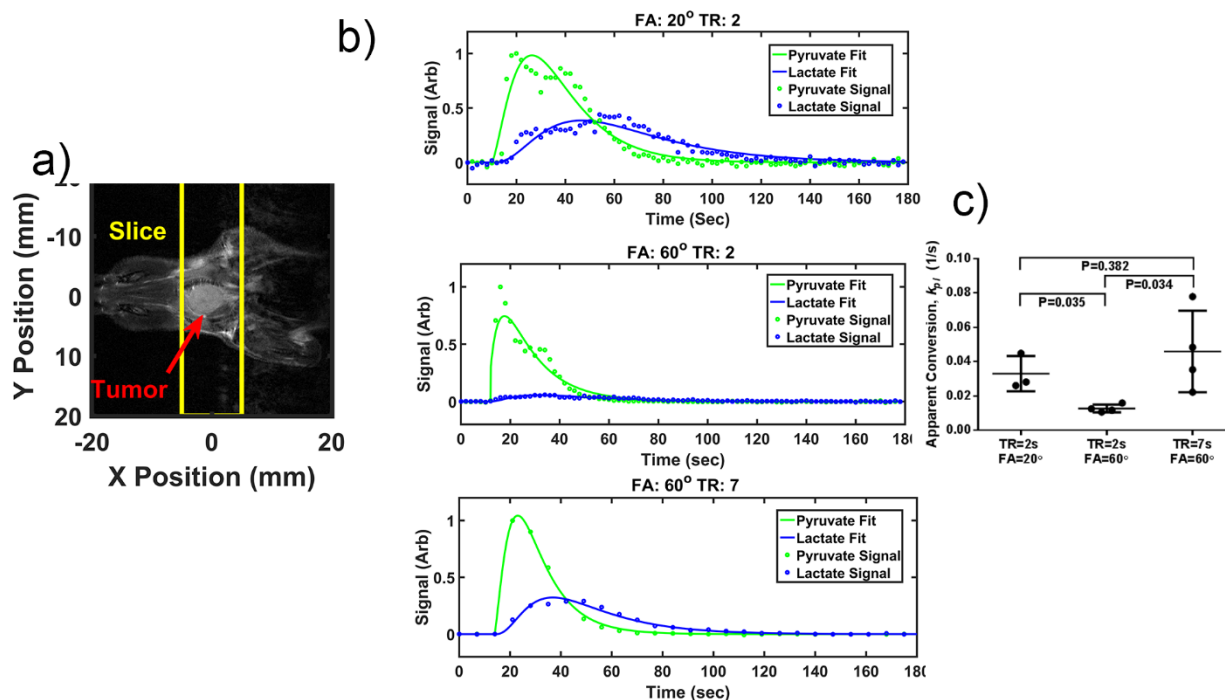 a)
Slice
Tumor
Y Position (mm)
-10
0
10
20
-20
0
20
X Position (mm)
b)
FA: 20° TR: 2
Signal (Arb)
1
0.5
0
Pyruvate Fit
Lactate Fit
Pyruvate Signal
Lactate Signal
0 20 40 60 80 100 120 140 160 180
Time (Sec)
FA: 60° TR: 2
Signal (Arb)
1
0.5
0
Pyruvate Fit
Lactate Fit
Pyruvate Signal
Lactate Signal
0 20 40 60 80 100 120 140 160 180
Time (sec)
FA: 60° TR: 7
Signal (Arb)
1
0.5
0
Pyruvate Fit
Lactate Fit
Pyruvate Signal
Lactate Signal
0 20 40 60 80 100 120 140 160 180
Time (sec)
c)
Apparent Conversion, kpl (1/s)
0.10
0.08
0.06
0.04
0.02
0.00
P=0.382
P=0.035
P=0.034
TR=2s TR=2s TR=7s
FA=20° FA=60° FA=60°